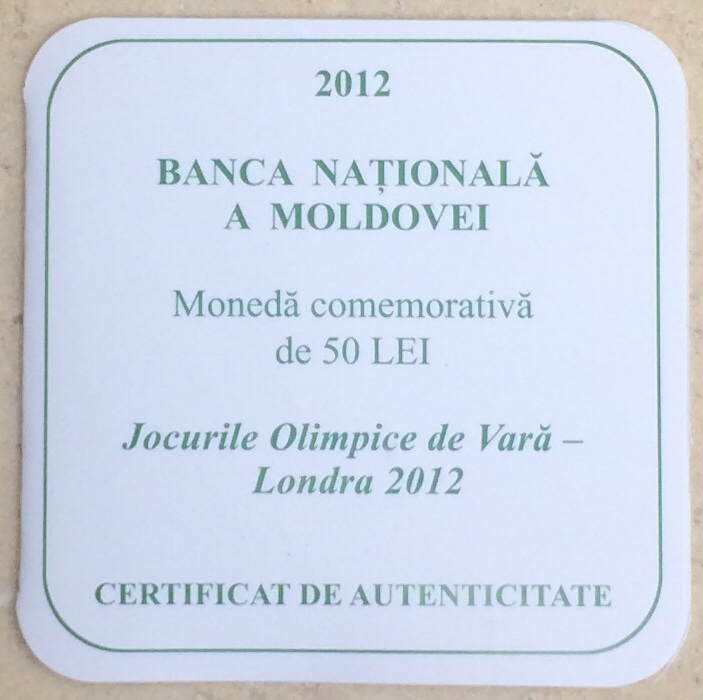 2012
BANCA NAȚIONALĂ
A MOLDOVEI
Monedă comemorativă
de 50 LEI
Jocurile Olimpice de Vară –
Londra 2012
CERTIFICAT DE AUTENTICITATE